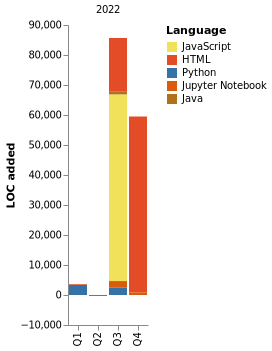 2022
90,000
80,000
70,000
60,000
50,000
40,000
30,000
20,000
10,000
0
−10,000
LOC added
Q1
Q2
Q3
Q4
Language
JavaScript
HTML
Python
Jupyter Notebook
Java